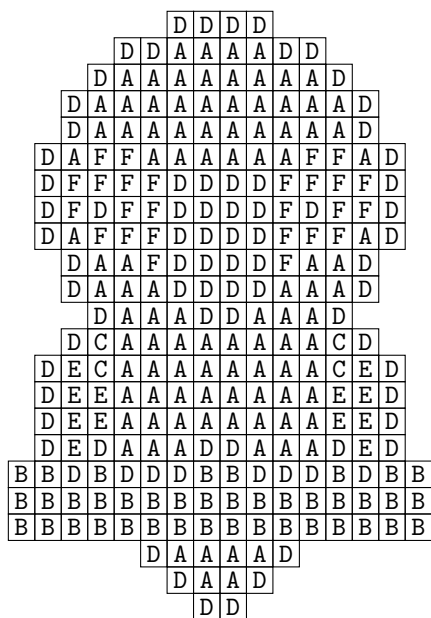 D D D D
D D A A A A D D
D A A A A A A A A D
D A A A A A A A A A A D
D A A A A A A A A A A D
D A F F A A A A A A F F A D
D F F F F D D D D F F F F D
D F D F F D D D D F D F F D
D A F F F D D D D F F F A D
D A A F D D D D F A A D
D A A A D D D D A A A D
D A A A D D A A A D
D C A A A A A A A A C D
D E C A A A A A A A A C E D
D E E A A A A A A A A E E D
D E E A A A A A A A A E E D
D E D A A A D D A A A D E D
B B D B D D D B B D D D B D B B
B B B B B B B B B B B B B B B B
B B B B B B B B B B B B B B B B
D A A A A D
D A A D
D D